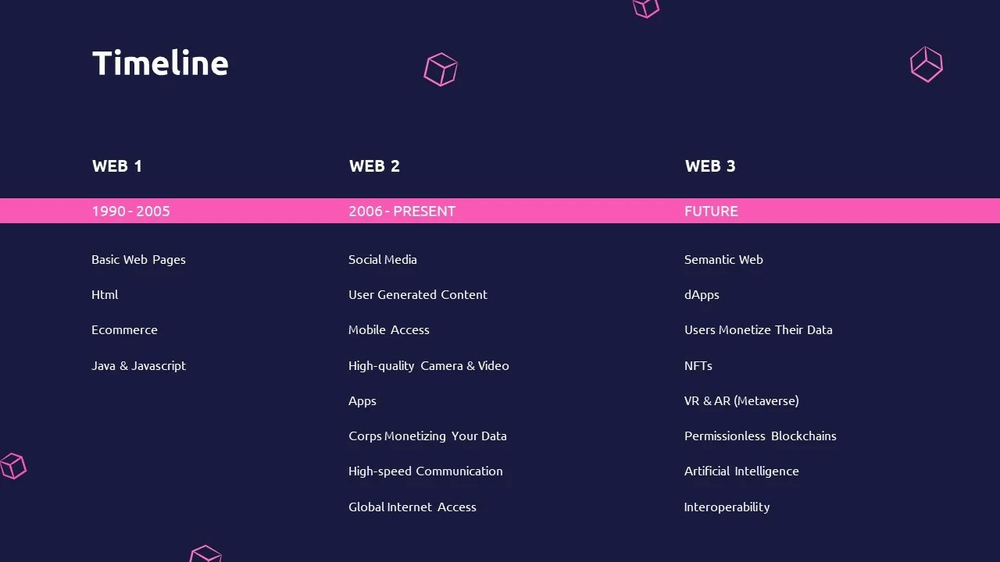 Timeline
WEB 1
WEB 2
WEB 3
1990 - 2005
2006 - PRESENT
FUTURE
Basic Web Pages
Html
Ecommerce
Java & Javascript
Social Media
User Generated Content
Mobile Access
High-quality Camera & Video
Apps
Corps Monetizing Your Data
High-speed Communication
Global Internet Access
Semantic Web
dApps
Users Monetize Their Data
NFTs
VR & AR (Metaverse)
Permissionless Blockchains
Artificial Intelligence
Interoperability